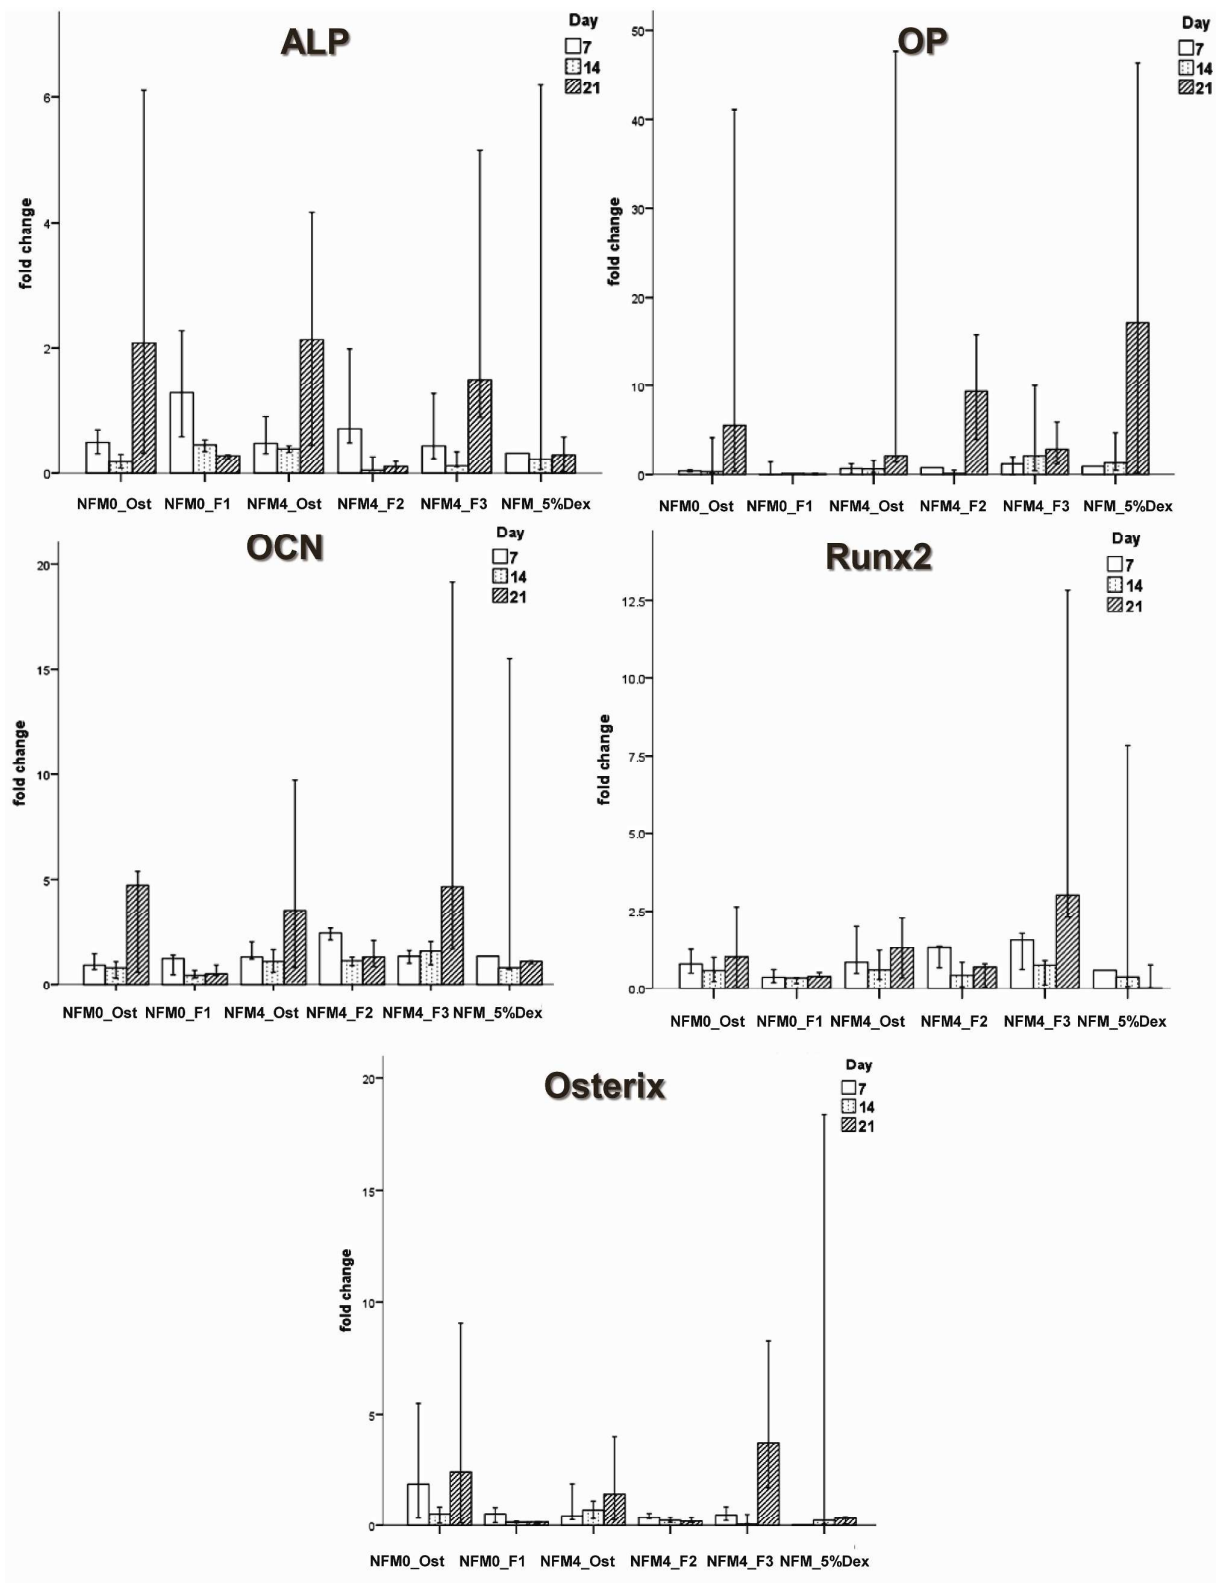 ALP
Day
7
14
21
fold change
6
4
2
0
NFM0_Ost NFM0_F1 NFM4_Ost NFM4_F2 NFM4_F3 NFM_5%Dex
OP
Day
7
14
21
fold change
50
40
30
20
10
0
NFM0_Ost NFM0_F1 NFM4_Ost NFM4_F2 NFM4_F3 NFM_5%Dex
OCN
Day
7
14
21
fold change
20
15
10
5
0
NFM0_Ost NFM0_F1 NFM4_Ost NFM4_F2 NFM4_F3 NFM_5%Dex
Runx2
Day
7
14
21
fold change
12.5
10.0
7.5
5.0
2.5
0.0
NFM0_Ost NFM0_F1 NFM4_Ost NFM4_F2 NFM4_F3 NFM_5%Dex
Osterix
Day
7
14
21
fold change
20
15
10
5
0
NFM0_Ost NFM0_F1 NFM4_Ost NFM4_F2 NFM4_F3 NFM_5%Dex